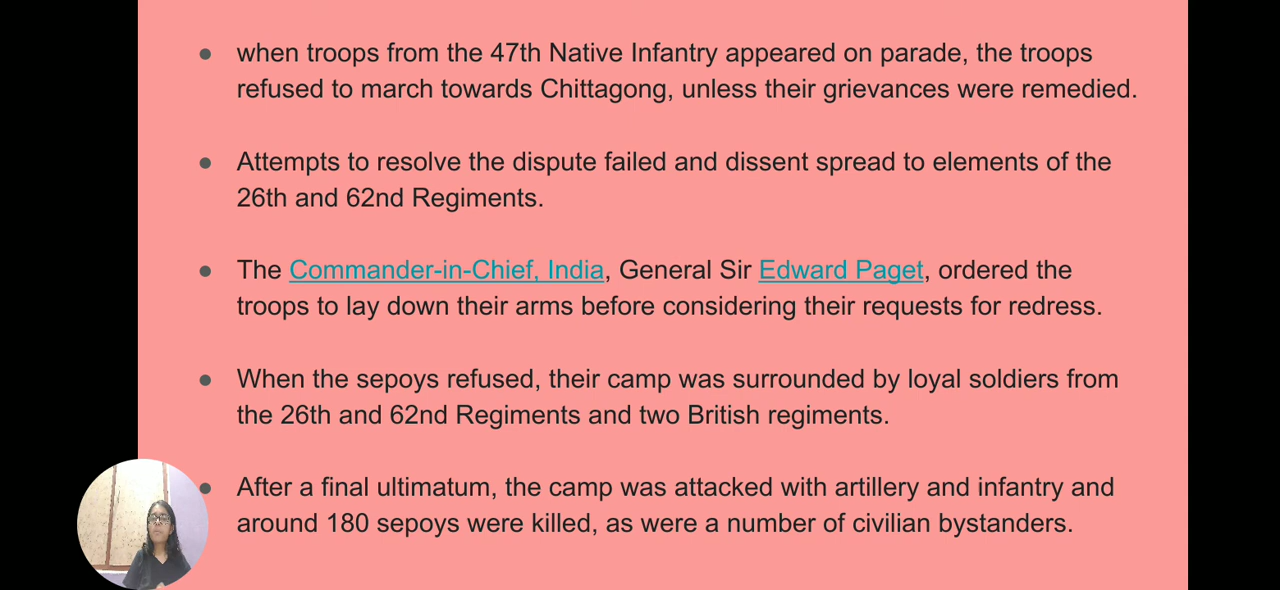 when troops from the 47th Native Infantry appeared on parade, the troops
refused to march towards Chittagong, unless their grievances were remedied.
Attempts to resolve the dispute failed and dissent spread to elements of the
26th and 62nd Regiments.
The Commander-in-Chief, India, General Sir Edward Paget, ordered the
troops to lay down their arms before considering their requests for redress.
When the sepoys refused, their camp was surrounded by loyal soldiers from
the 26th and 62nd Regiments and two British regiments.
After a final ultimatum, the camp was attacked with artillery and infantry and
around 180 sepoys were killed, as were a number of civilian bystanders.